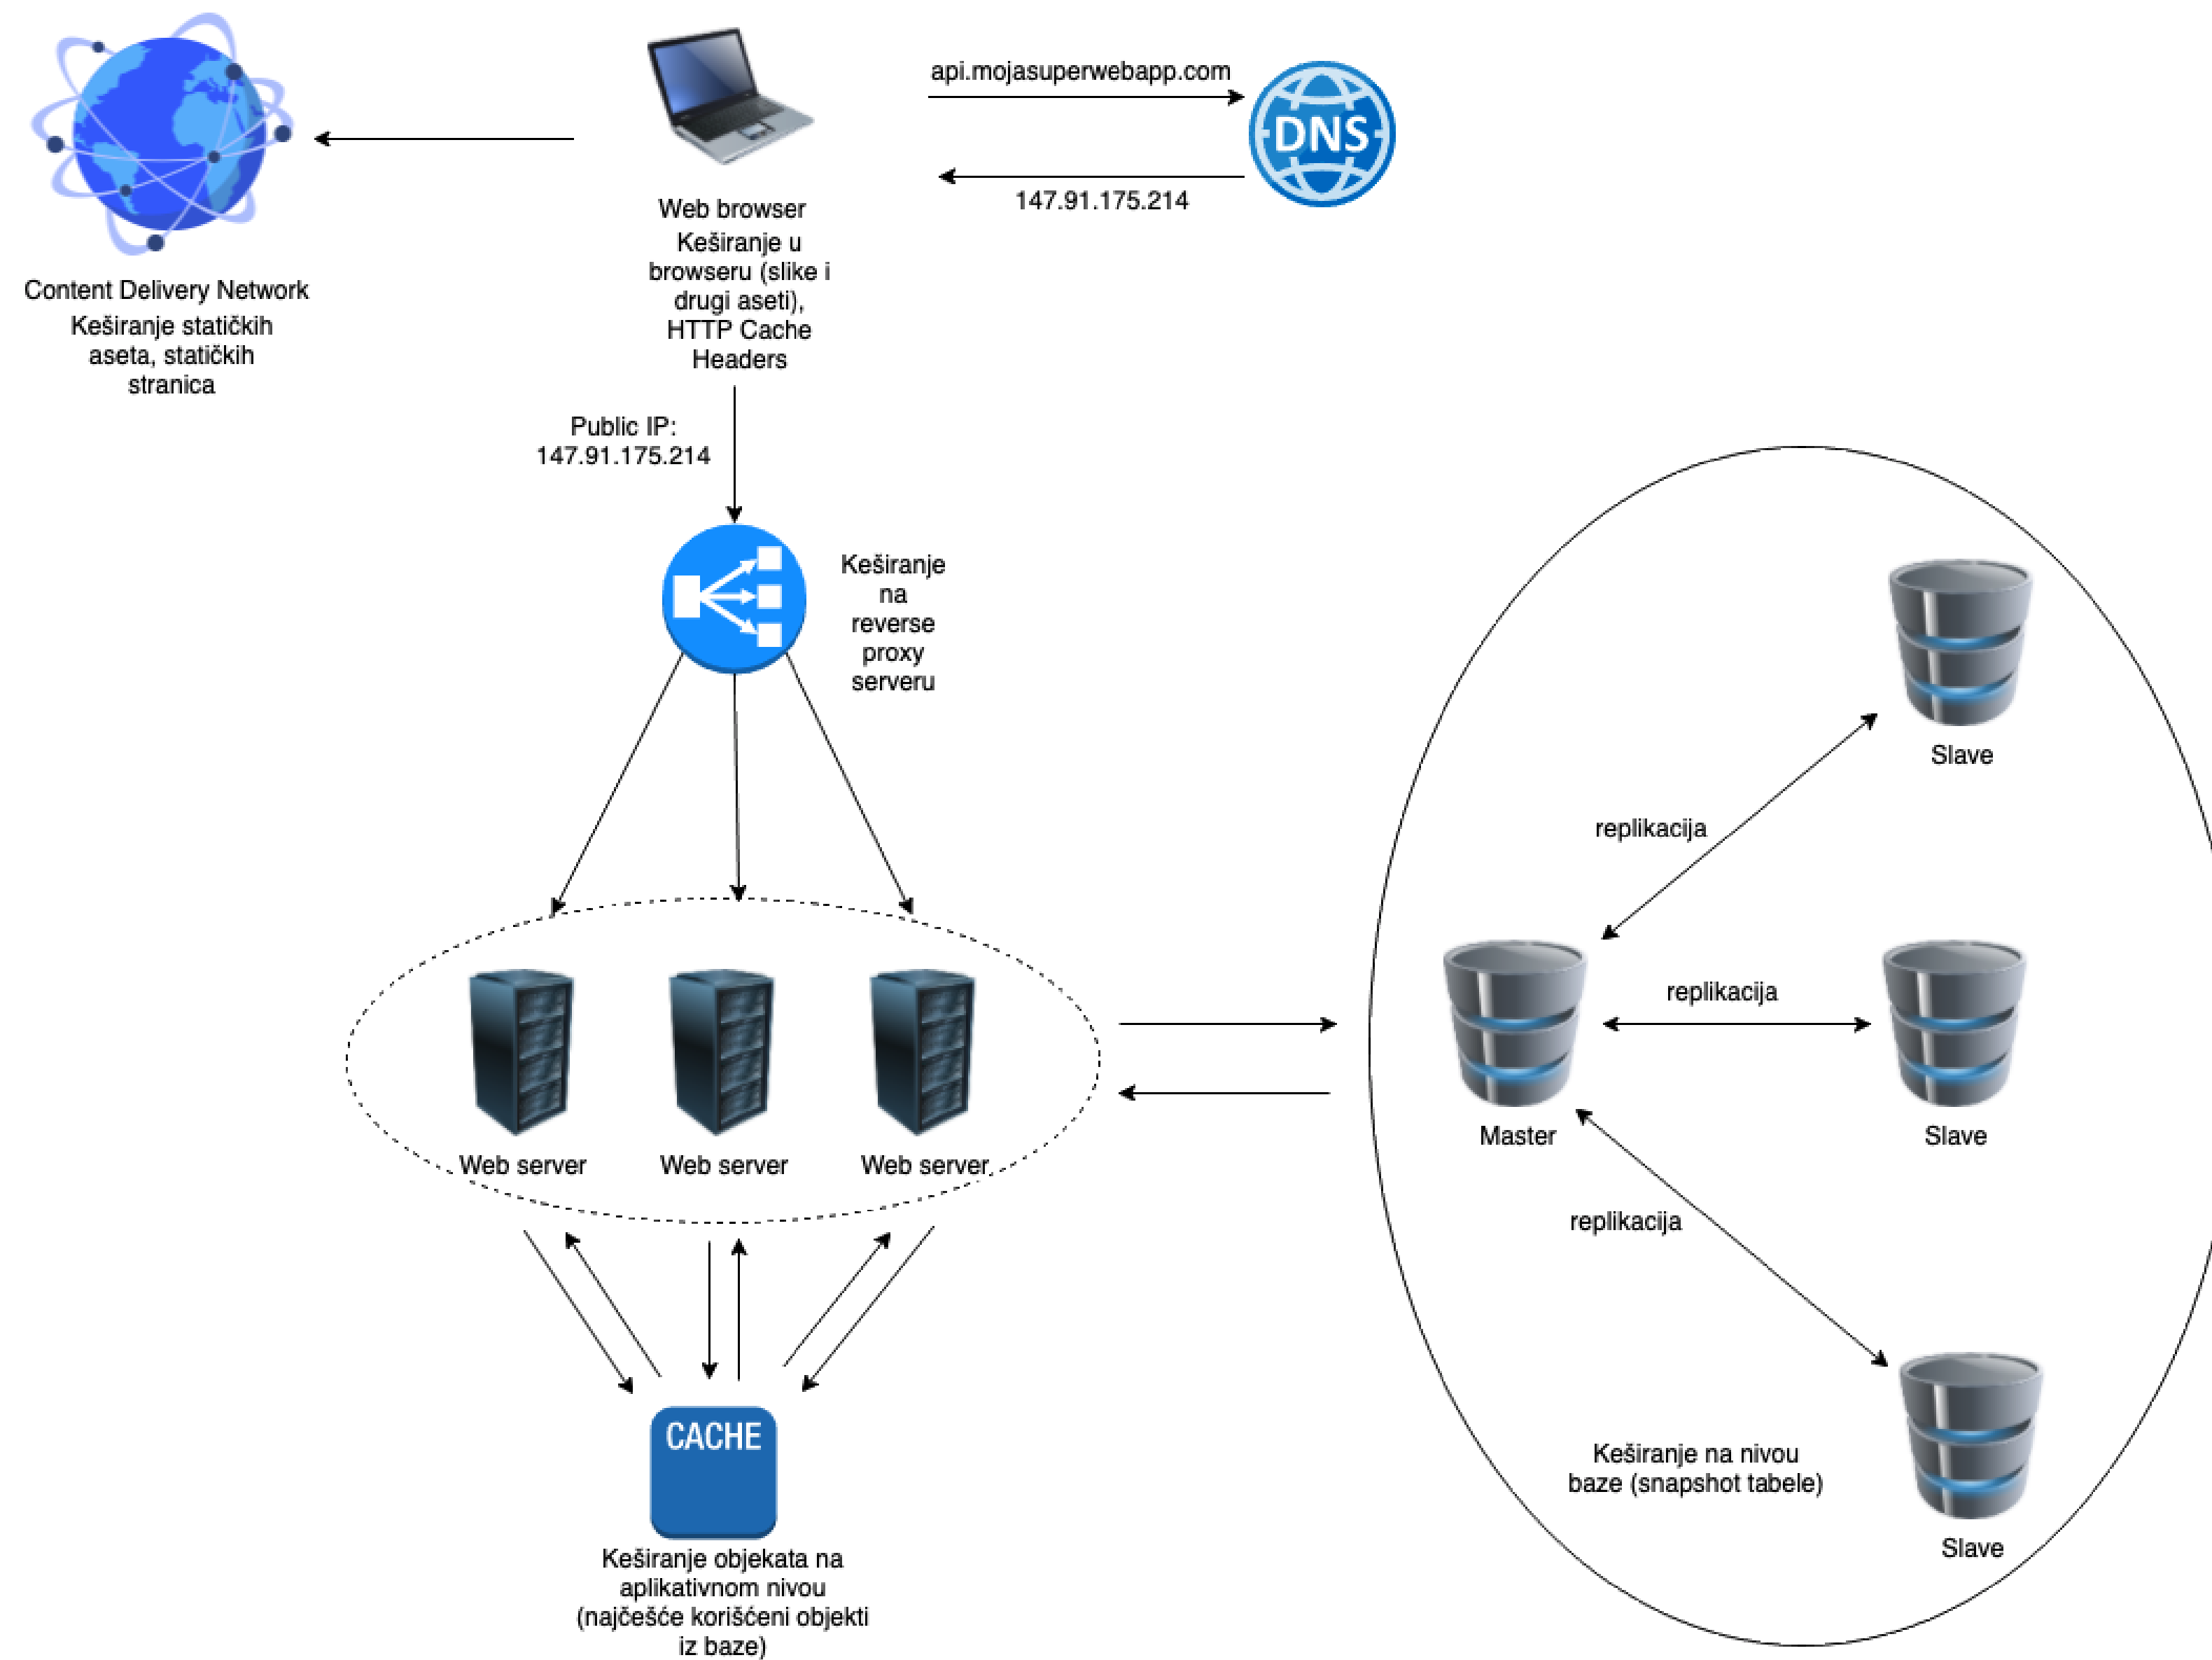 api.mojasuperwebapp.com
DNS
147.91.175.214
Web browser
Keširanje u
browseru (slike i
drugi aseti),
HTTP Cache
Headers
Content Delivery Network
Keširanje statičkih
aseta, statičkih
stranica
Public IP:
147.91.175.214
Keširanje
na
reverse
proxy
serveru
Slave
replikacija
replikacija
Master
Slave
Web server
Web server
Web server
replikacija
CACHE
Keširanje na nivou
baze (snapshot tabele)
Slave
Keširanje objekata na
aplikativnom nivou
(najčešće korišćeni objekti
iz baze)